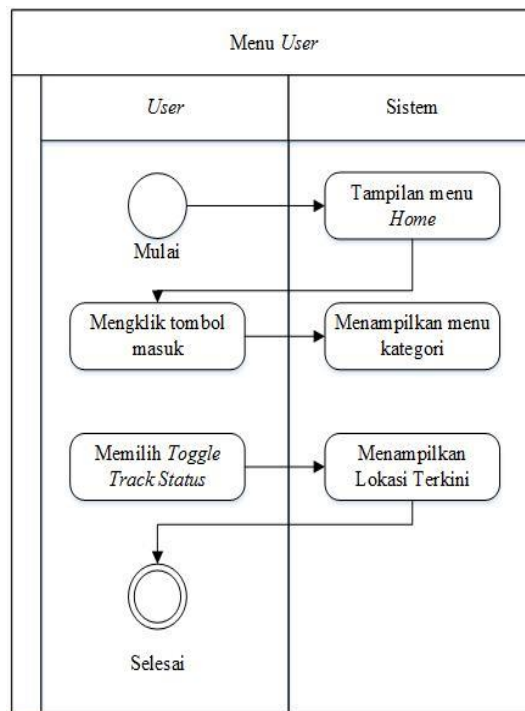 Menu User
User
Sistem
Tampilan menu
Home
Mulai
Mengklik tombol
masuk
Menampilkan menu
kategori
Memilih Toggle
Track Status
Menampilkan
Lokasi Terkini
Selesai